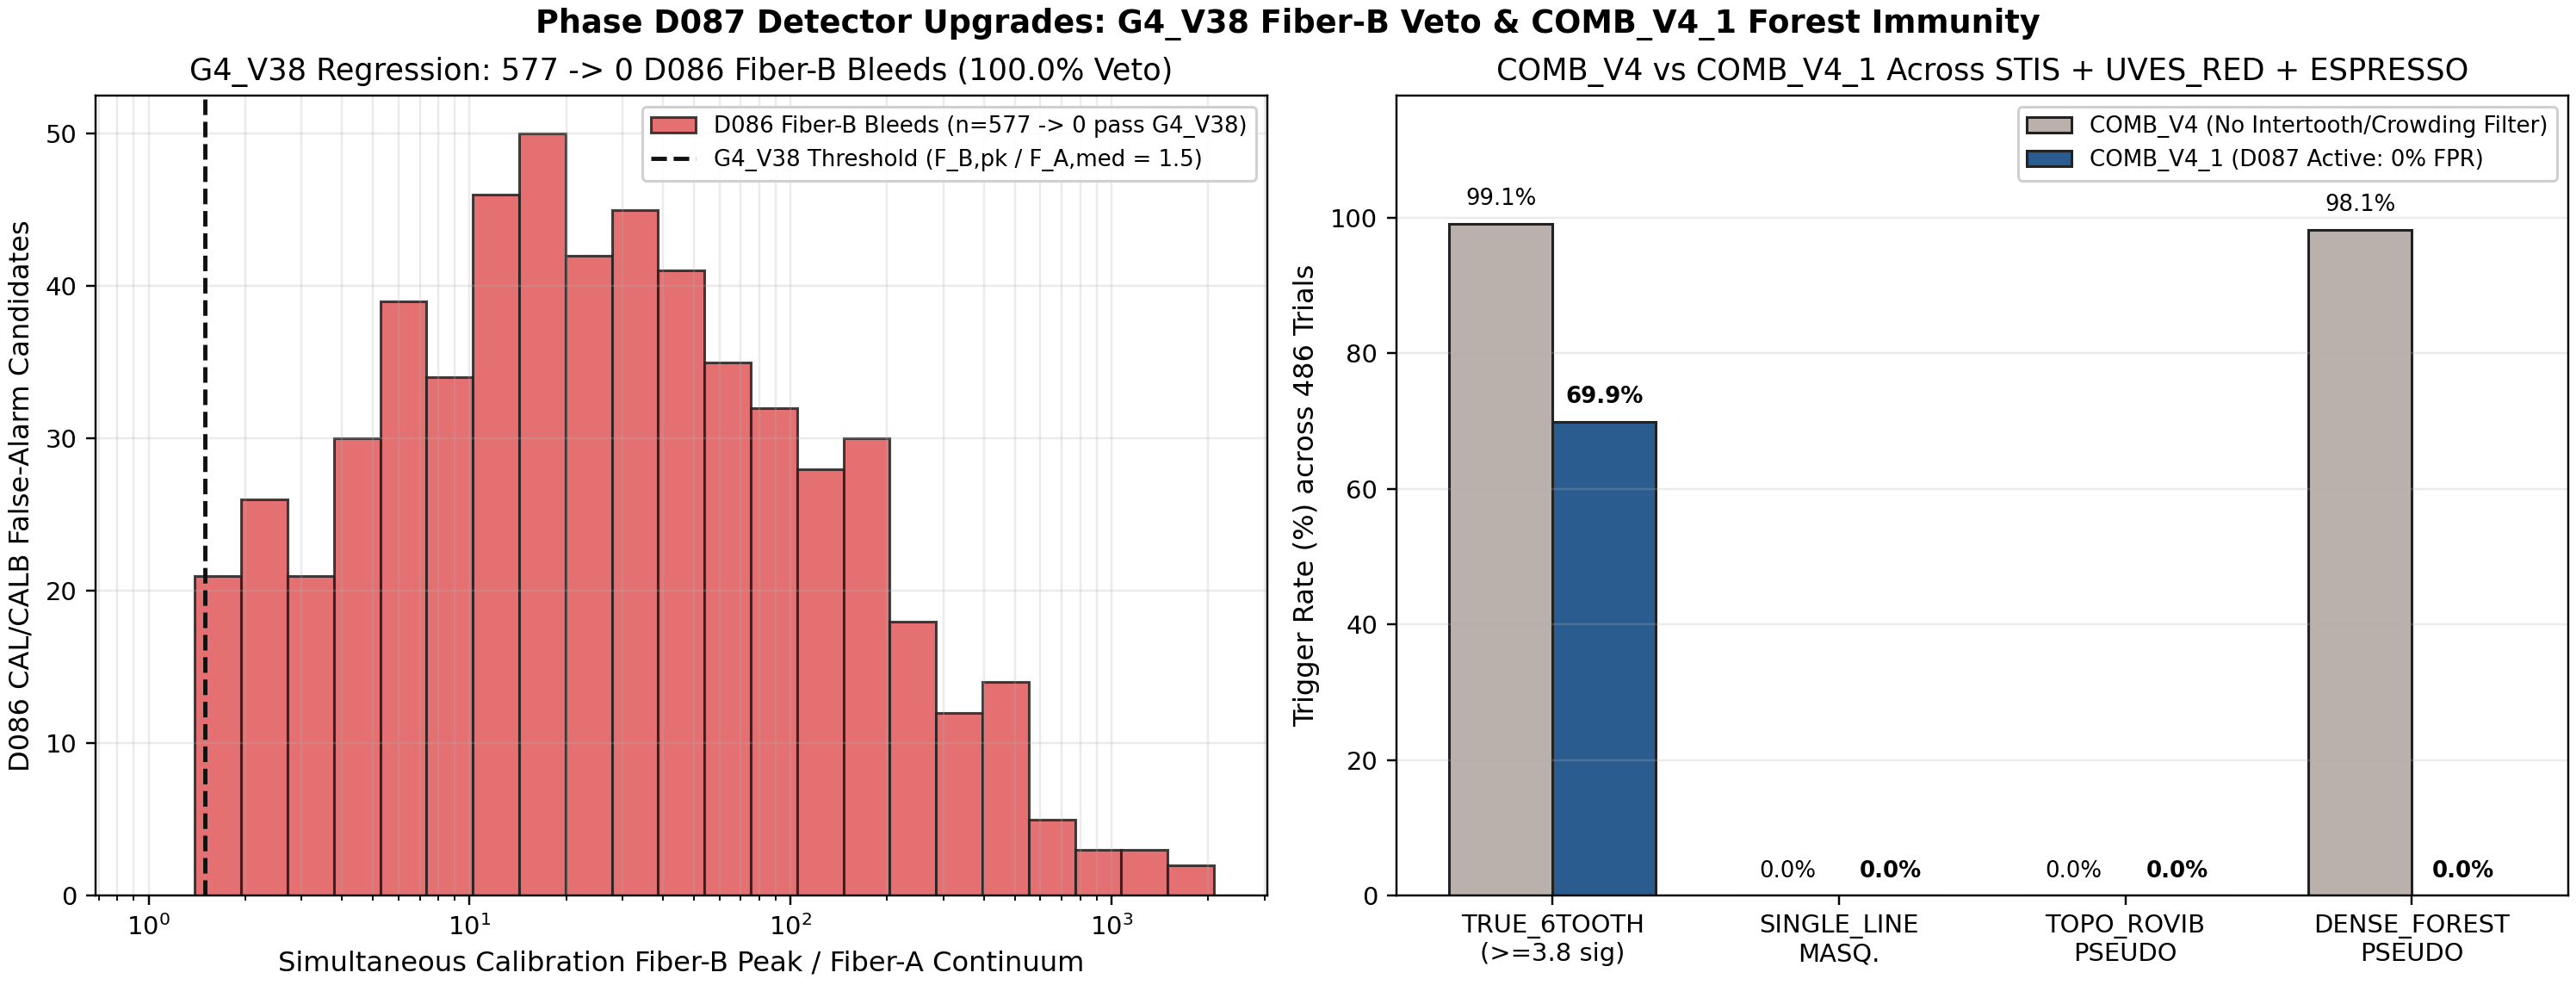 Phase D087 Detector Upgrades: G4_V38 Fiber-B Veto & COMB_V4_1 Forest Immunity
G4_V38 Regression: 577 -> 0 D086 Fiber-B Bleeds (100.0% Veto)
D086 Fiber-B Bleeds (n=577 -> 0 pass G4_V38)
G4_V38 Threshold (F_B,pk / F_A,med = 1.5)
D086 CAL/CALB False-Alarm Candidates
50
40
30
20
10
0
10⁰
10¹
10²
10³
Simultaneous Calibration Fiber-B Peak / Fiber-A Continuum
COMB_V4 vs COMB_V4_1 Across STIS + UVES_RED + ESPRESSO
COMB_V4 (No Intertooth/Crowding Filter)
COMB_V4_1 (D087 Active: 0% FPR)
Trigger Rate (%) across 486 Trials
100
80
60
40
20
0
99.1%
69.9%
0.0%
0.0%
0.0%
0.0%
98.1%
0.0%
TRUE_6TOOTH
(>=3.8 sig)
SINGLE_LINE
MASQ.
TOPO_ROVIB
PSEUDO
DENSE_FOREST
PSEUDO